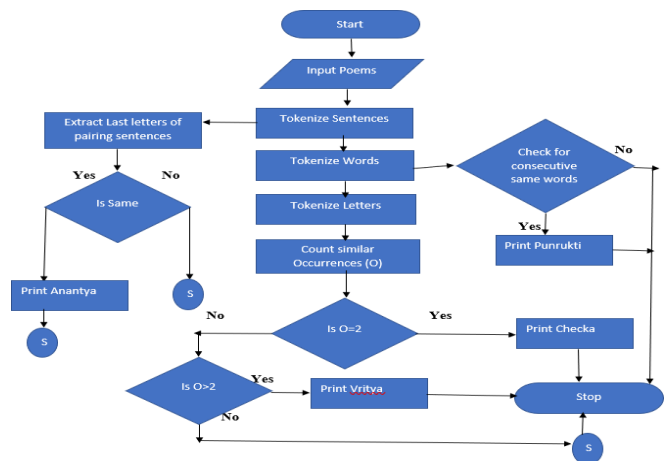 Start
Input Poems
Extract Last letters of
pairing sentences
Tokenize Sentences
Check for
consecutive
same words
No
Tokenize Words
Yes
No
Is Same
Tokenize Letters
Yes
Print Punrukti
Count similar
Occurrences (O)
Print Anantya
S
No
Yes
Is O=2
Print Checka
S
Is O>2
Yes
Print Vritya
Stop
No
S